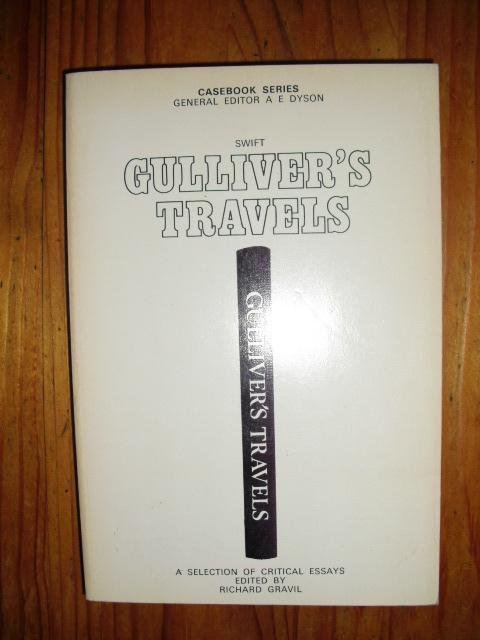 CASEBOOK SERIES
GENERAL EDITOR A E DYSON
SWIFT
GULLIVER'S
TRAVELS
GULLIVER'S TRAVELS
A SELECTION OF CRITICAL ESSAYS
EDITED BY
RICHARD GRAVIL